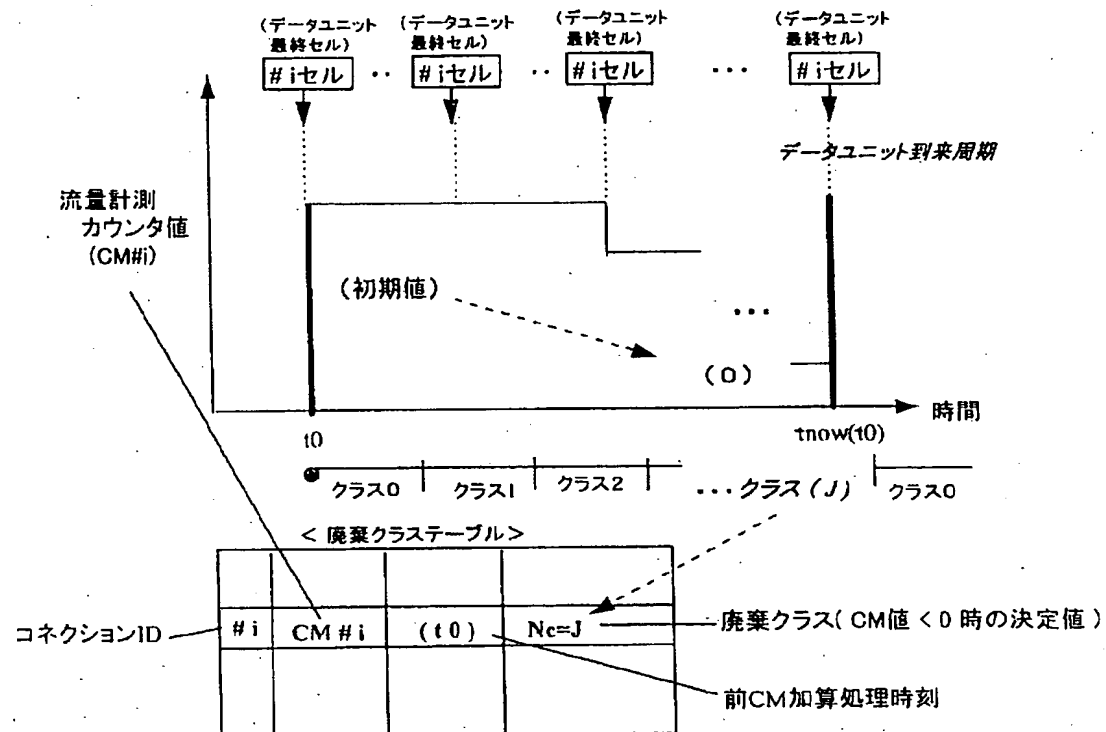 (データユニット
最終セル)
(データユニット
最終セル)
(データユニット
最終セル)
(データユニット
最終セル)
#iセル ‥ #iセル ‥ #iセル … #iセル
データユニット到来周期
流量計測
カウンタ値
(CM#i)
(初期値)
…
(0)
時間
t0
tnow(t0)
クラス0 クラス1 クラス2 …クラス(J) クラス0
<廃棄クラステーブル>
コネクションID
#i CM#i (t0) Nc=J
廃棄クラス(CM値<0時の決定値)
前CM加算処理時刻